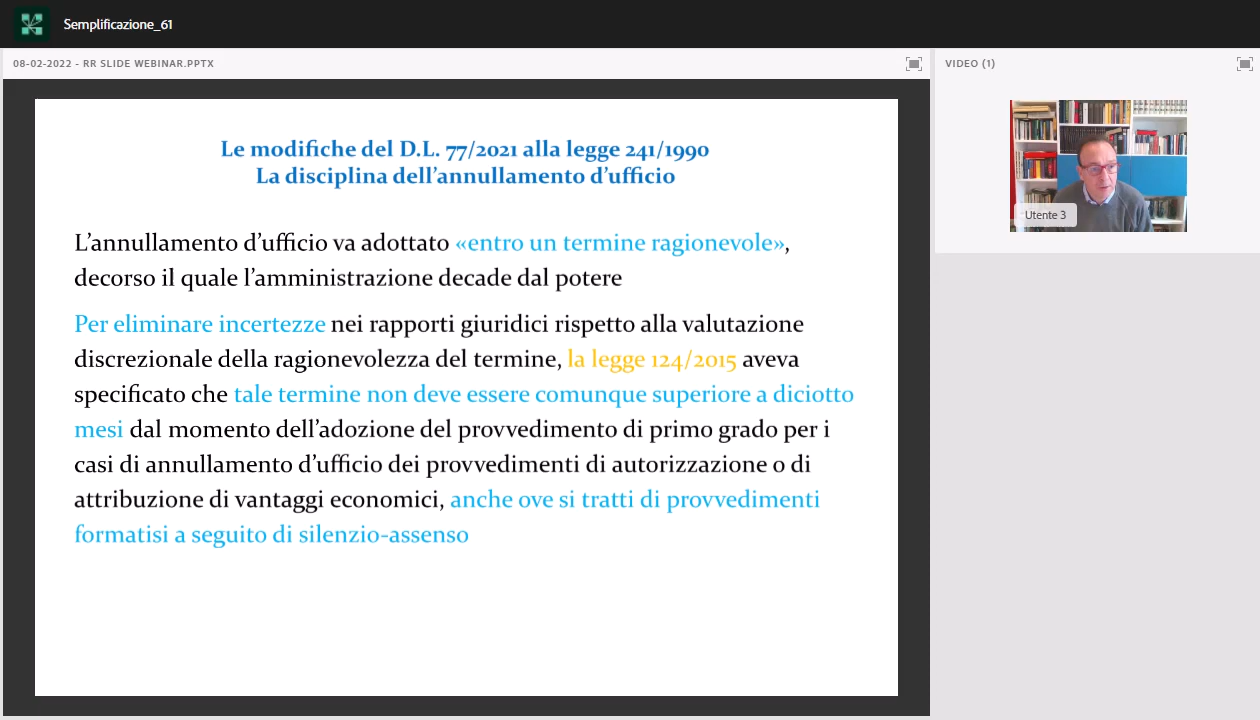 Semplificazione_61
08-02-2022 - RR SLIDE WEBINAR.PPTX
VIDEO (1)
Le modifiche del D.L. 77/2021 alla legge 241/1990
La disciplina dell’annullamento d’ufficio
L’annullamento d’ufficio va adottato «entro un termine ragionevole»,
decorso il quale l’amministrazione decade dal potere
Per eliminare incertezze nei rapporti giuridici rispetto alla valutazione
discrezionale della ragionevolezza del termine, la legge 124/2015 aveva
specificato che tale termine non deve essere comunque superiore a diciotto
mesi dal momento dell’adozione del provvedimento di primo grado per i
casi di annullamento d’ufficio dei provvedimenti di autorizzazione o di
attribuzione di vantaggi economici, anche ove si tratti di provvedimenti
formatisi a seguito di silenzio-assenso
Utente 3